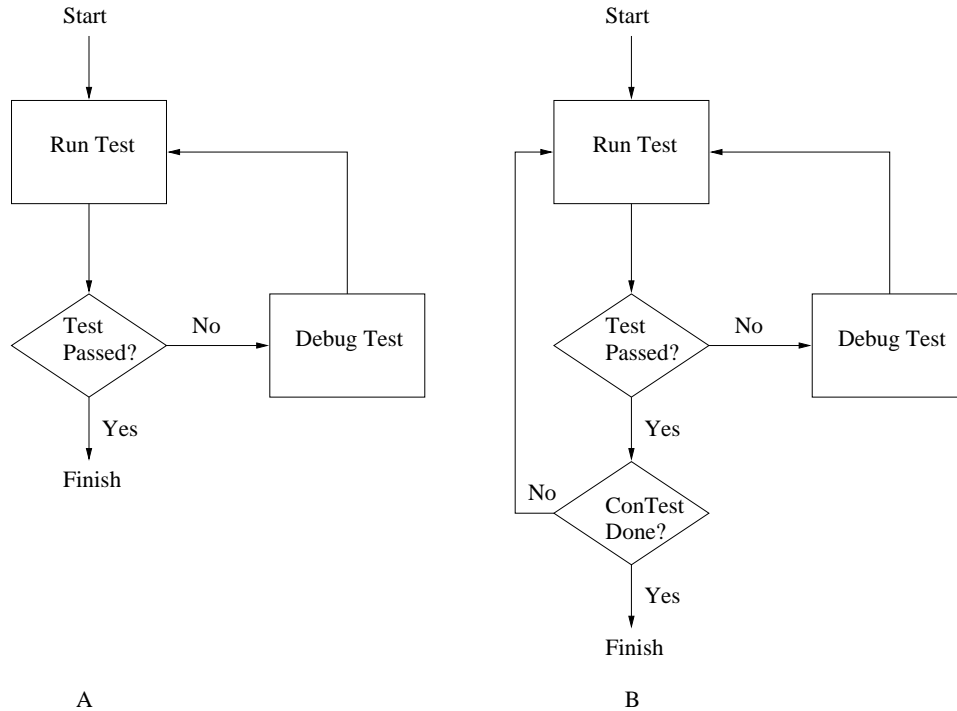 Start
Run Test
Test
Passed?
No
Debug Test
Yes
Finish
A
Start
Run Test
Test
Passed?
No
Debug Test
Yes
ConTest
Done?
No
Yes
Finish
B